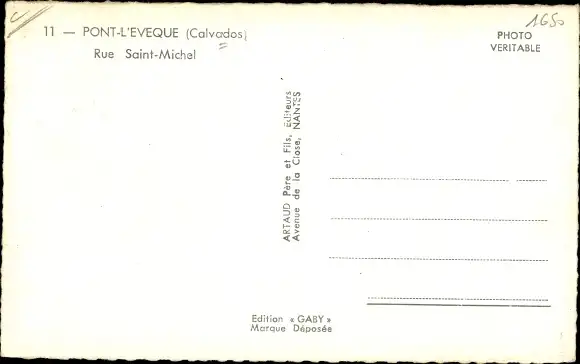 11 — PONT-L'EVEQUE (Calvados)
Rue Saint-Michel
1650
PHOTO
VERITABLE
ARTAUD Père et Fils, Editeurs
Avenue de la Close, NANTES
Edition « GABY »
Marque Déposée